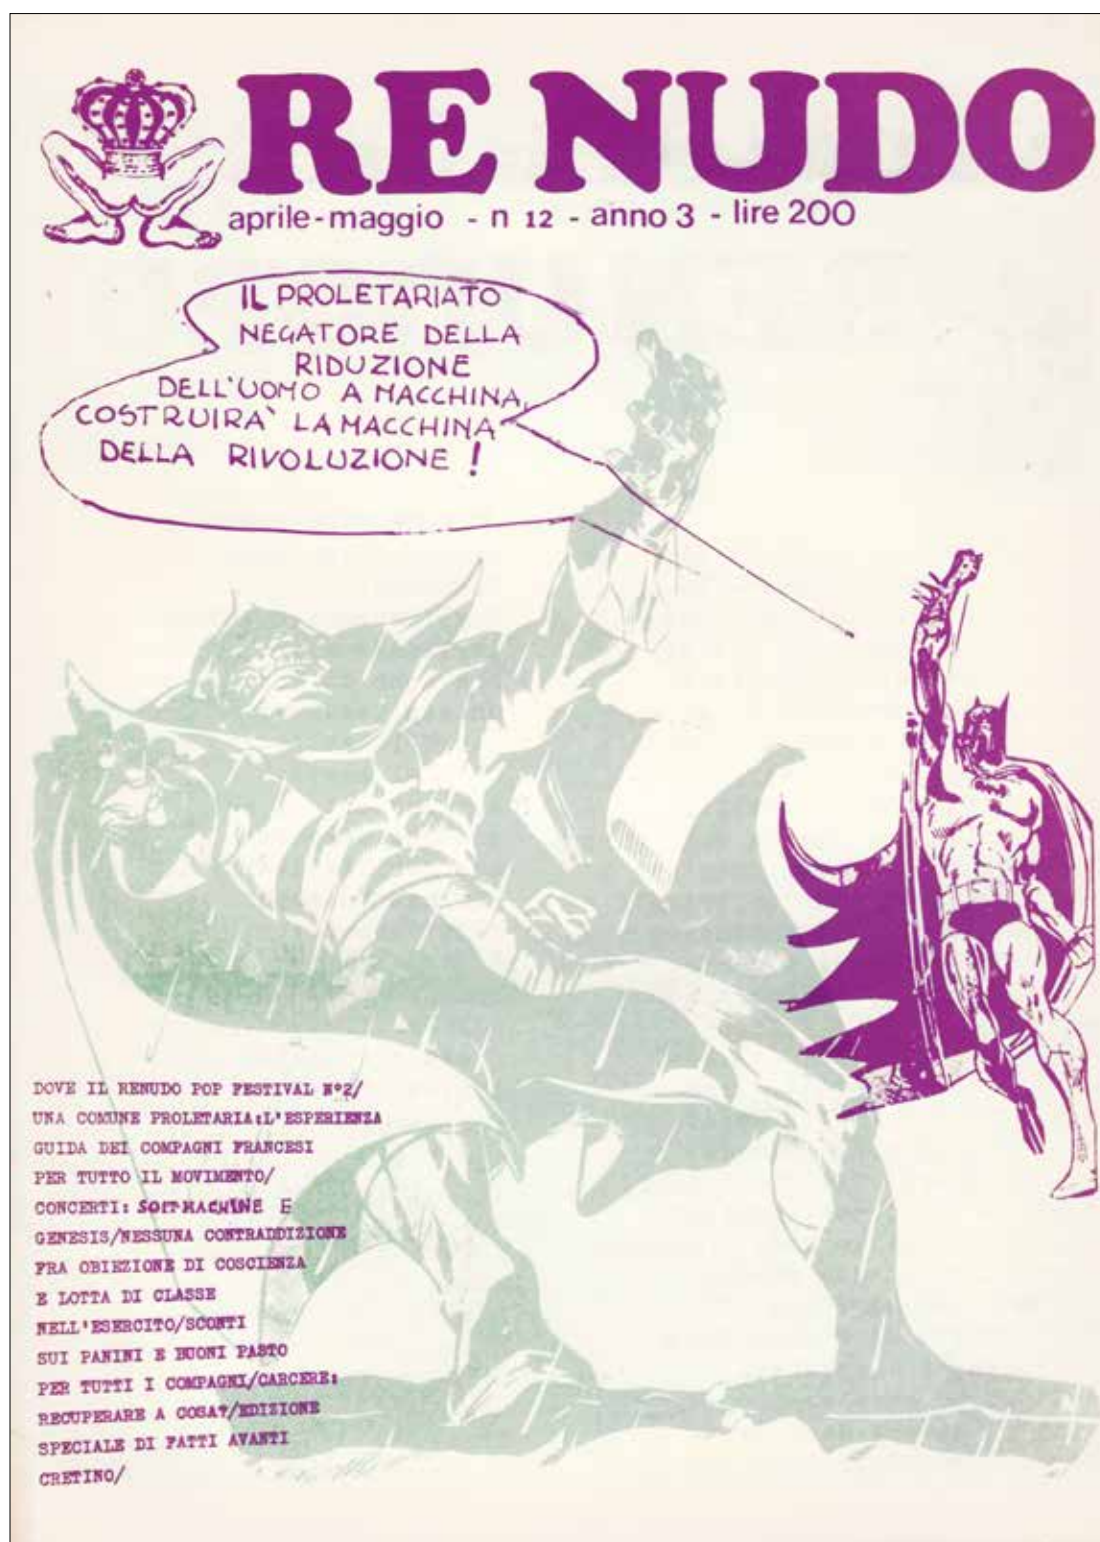 RE NUDO
aprile-maggio - n 12 - anno 3 - lire 200
IL PROLETARIATO
NEGATORE DELLA
RIDUZIONE
DELL'UOMO A MACCHINA,
COSTRUIRA' LA MACCHINA
DELLA RIVOLUZIONE!
DOVE IL RENUDO POP FESTIVAL N°2/
UNA COMUNE PROLETARIA:L'ESPERIENZA
GUIDA DEI COMPAGNI FRANCESI
PER TUTTO IL MOVIMENTO/
CONCERTI: SOFT MACHINE E
GENESIS/NESSUNA CONTRADDIZIONE
FRA OBIEZIONE DI COSCIENZA
E LOTTA DI CLASSE
NELL'ESERCITO/SCONTI
SUI PANINI E BUONI PASTO
PER TUTTI I COMPAGNI/CARCERE:
RECUPERARE A COSA?/EDIZIONE
SPECIALE DI FATTI AVANTI
CRETINO/